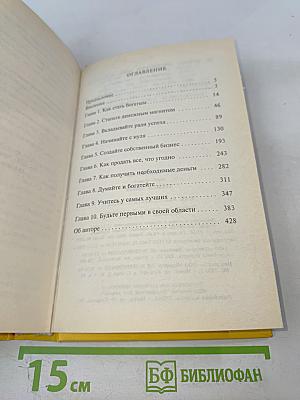 ОГЛАВЛЕНИЕ
Предисловие 5
Введение 7
Глава 1. Как стать богатым 14
Глава 2. Станьте денежным магнитом 46
Глава 3. Вкладывайте ради успеха 89
Глава 4. Начинайте с нуля 130
Глава 5. Создайте собственный бизнес 193
Глава 6. Как продать все, что угодно 243
Глава 7. Как получить необходимые деньги 282
Глава 8. Думайте и богатейте 311
Глава 9. Учитесь у самых лучших 347
Глава 10. Будьте первыми в своей области 383
Об авторе 428
15 см
БФ БИБЛИОФАН